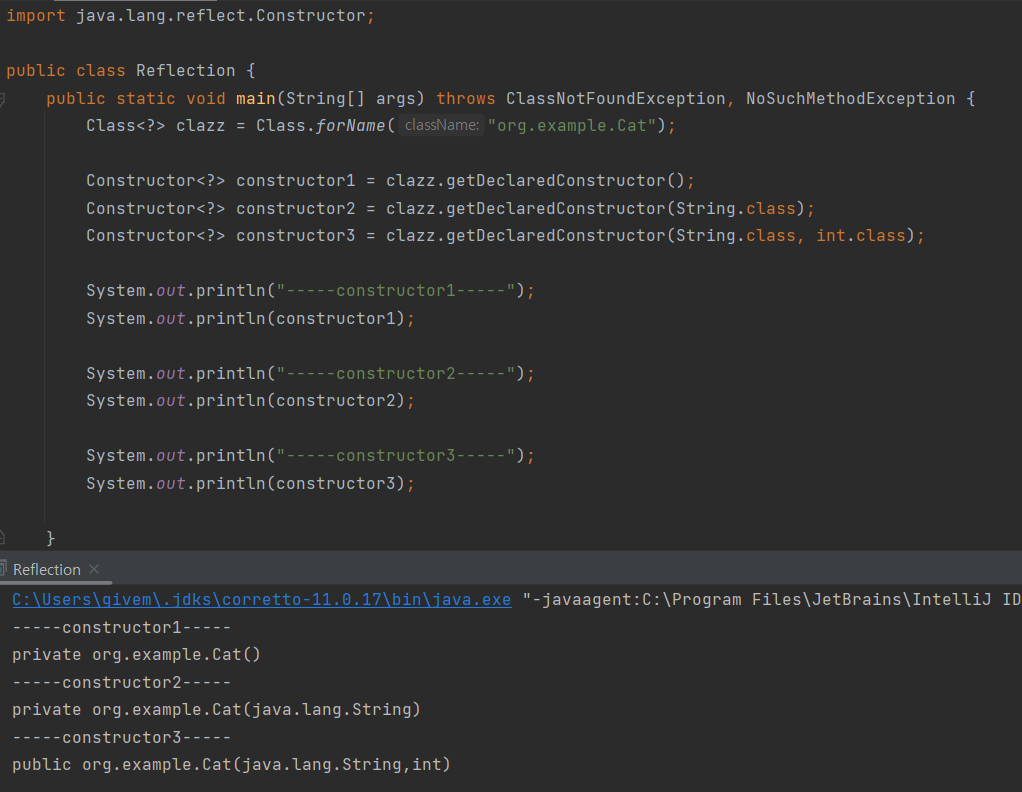 import java.lang.reflect.Constructor;
public class Reflection {
public static void main(String[] args) throws ClassNotFoundException, NoSuchMethodException {
Class<?> clazz = Class.forName( className: "org.example.Cat");
Constructor<?> constructor1 = clazz.getDeclaredConstructor();
Constructor<?> constructor2 = clazz.getDeclaredConstructor(String.class);
Constructor<?> constructor3 = clazz.getDeclaredConstructor(String.class, int.class);
System.out.println("-----constructor1-----");
System.out.println(constructor1);
System.out.println("-----constructor2-----");
System.out.println(constructor2);
System.out.println("-----constructor3-----");
System.out.println(constructor3);
}
Reflection ×
C:\Users\givem\.jdks\corretto-11.0.17\bin\java.exe "-javaagent:C:\Program Files\JetBrains\IntelliJ ID
-----constructor1-----
private org.example.Cat()
-----constructor2-----
private org.example.Cat(java.lang.String)
-----constructor3-----
public org.example.Cat(java.lang.String,int)